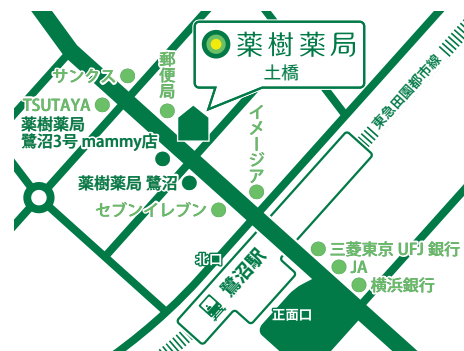 薬樹薬局
土橋
サンクス
郵便局
TSUTAYA
薬樹薬局
鷺沼3号 mammy店
イメージア
東急田園都市線
薬樹薬局 鷺沼
セブンイレブン
北口
鷺沼駅
三菱東京 UFJ 銀行
JA
横浜銀行
正面口